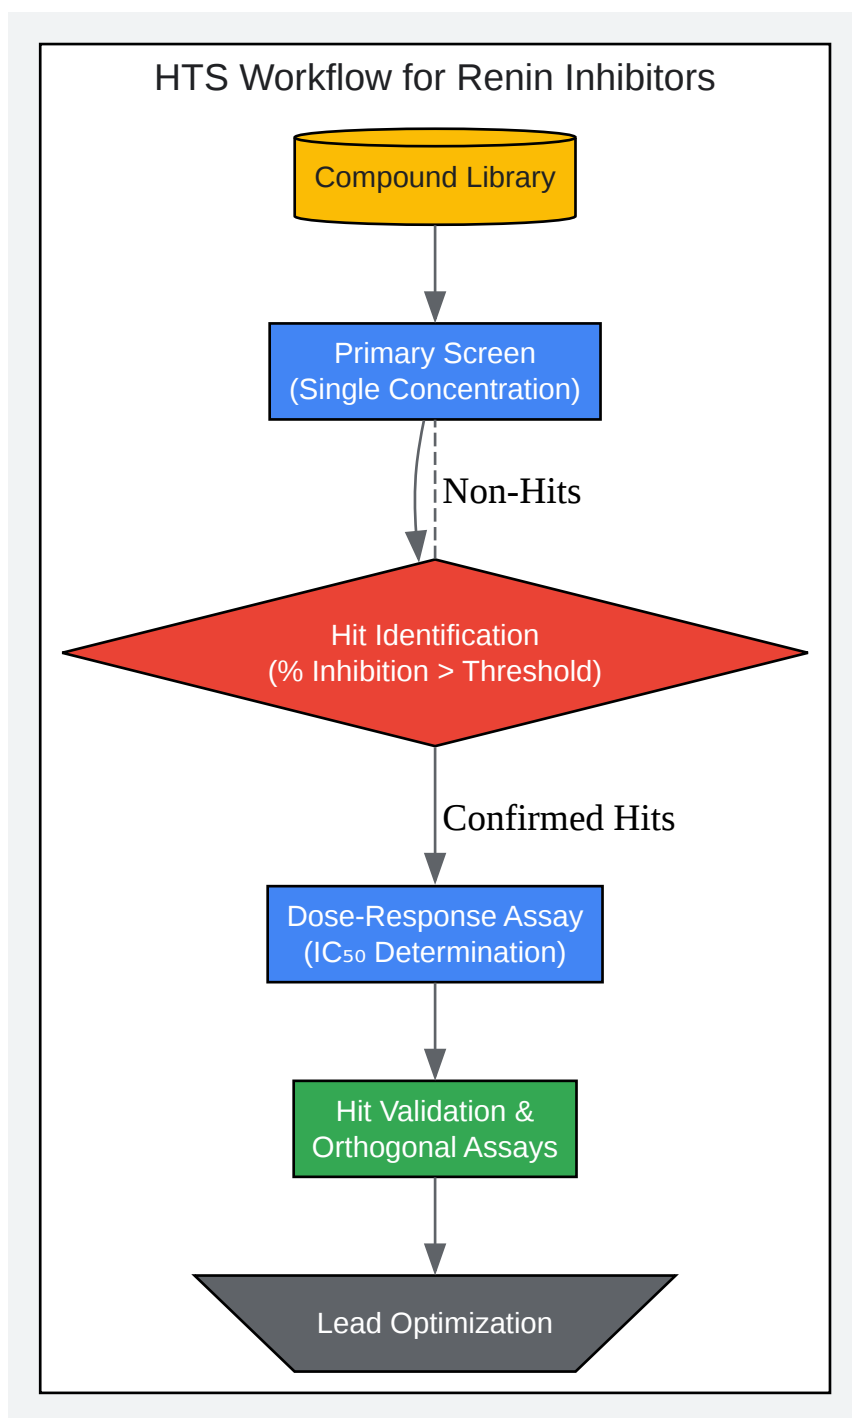 HTS Workflow for Renin Inhibitors
Compound Library
Primary Screen
(Single Concentration)
Non-Hits
Hit Identification
(% Inhibition > Threshold)
Confirmed Hits
Dose-Response Assay
(IC₅₀ Determination)
Hit Validation &
Orthogonal Assays
Lead Optimization